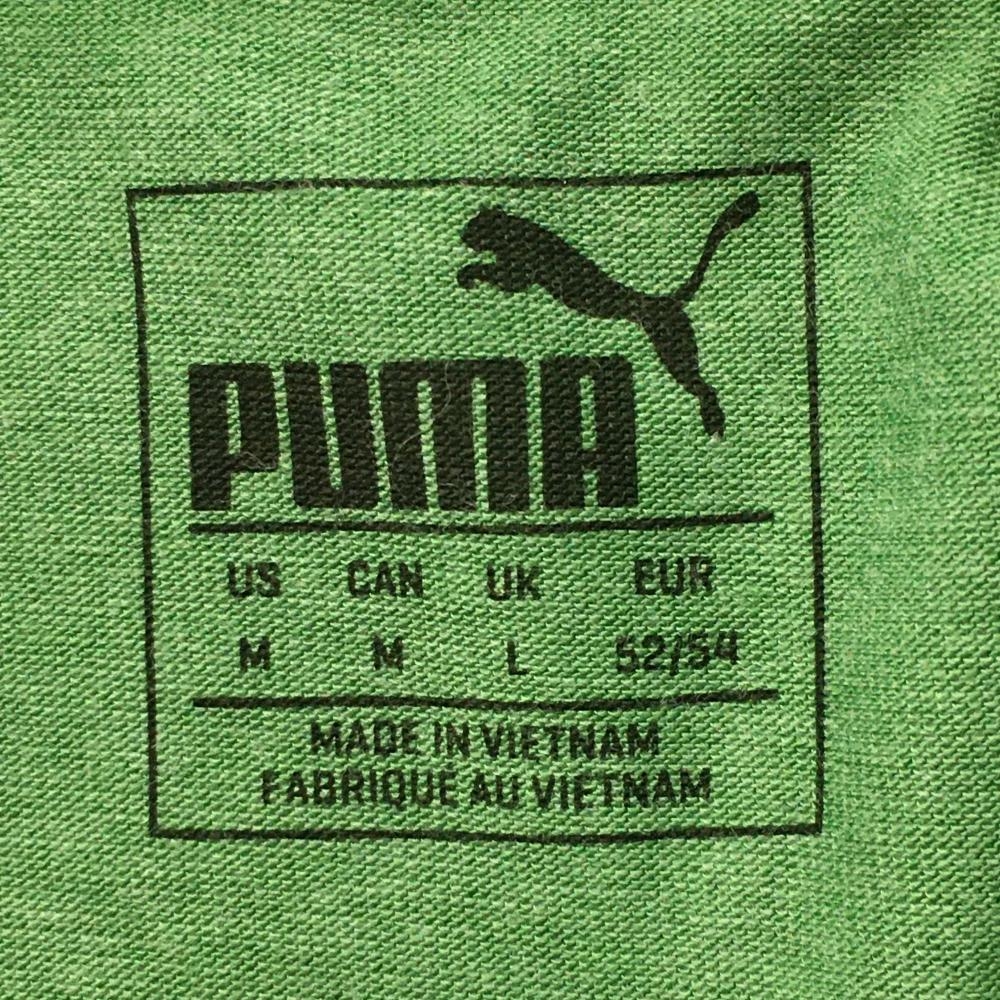 PUMA
US CAN UK EUR
M M L 52/54
MADE IN VIETNAM
FABRIQUÉ AU VIETNAM